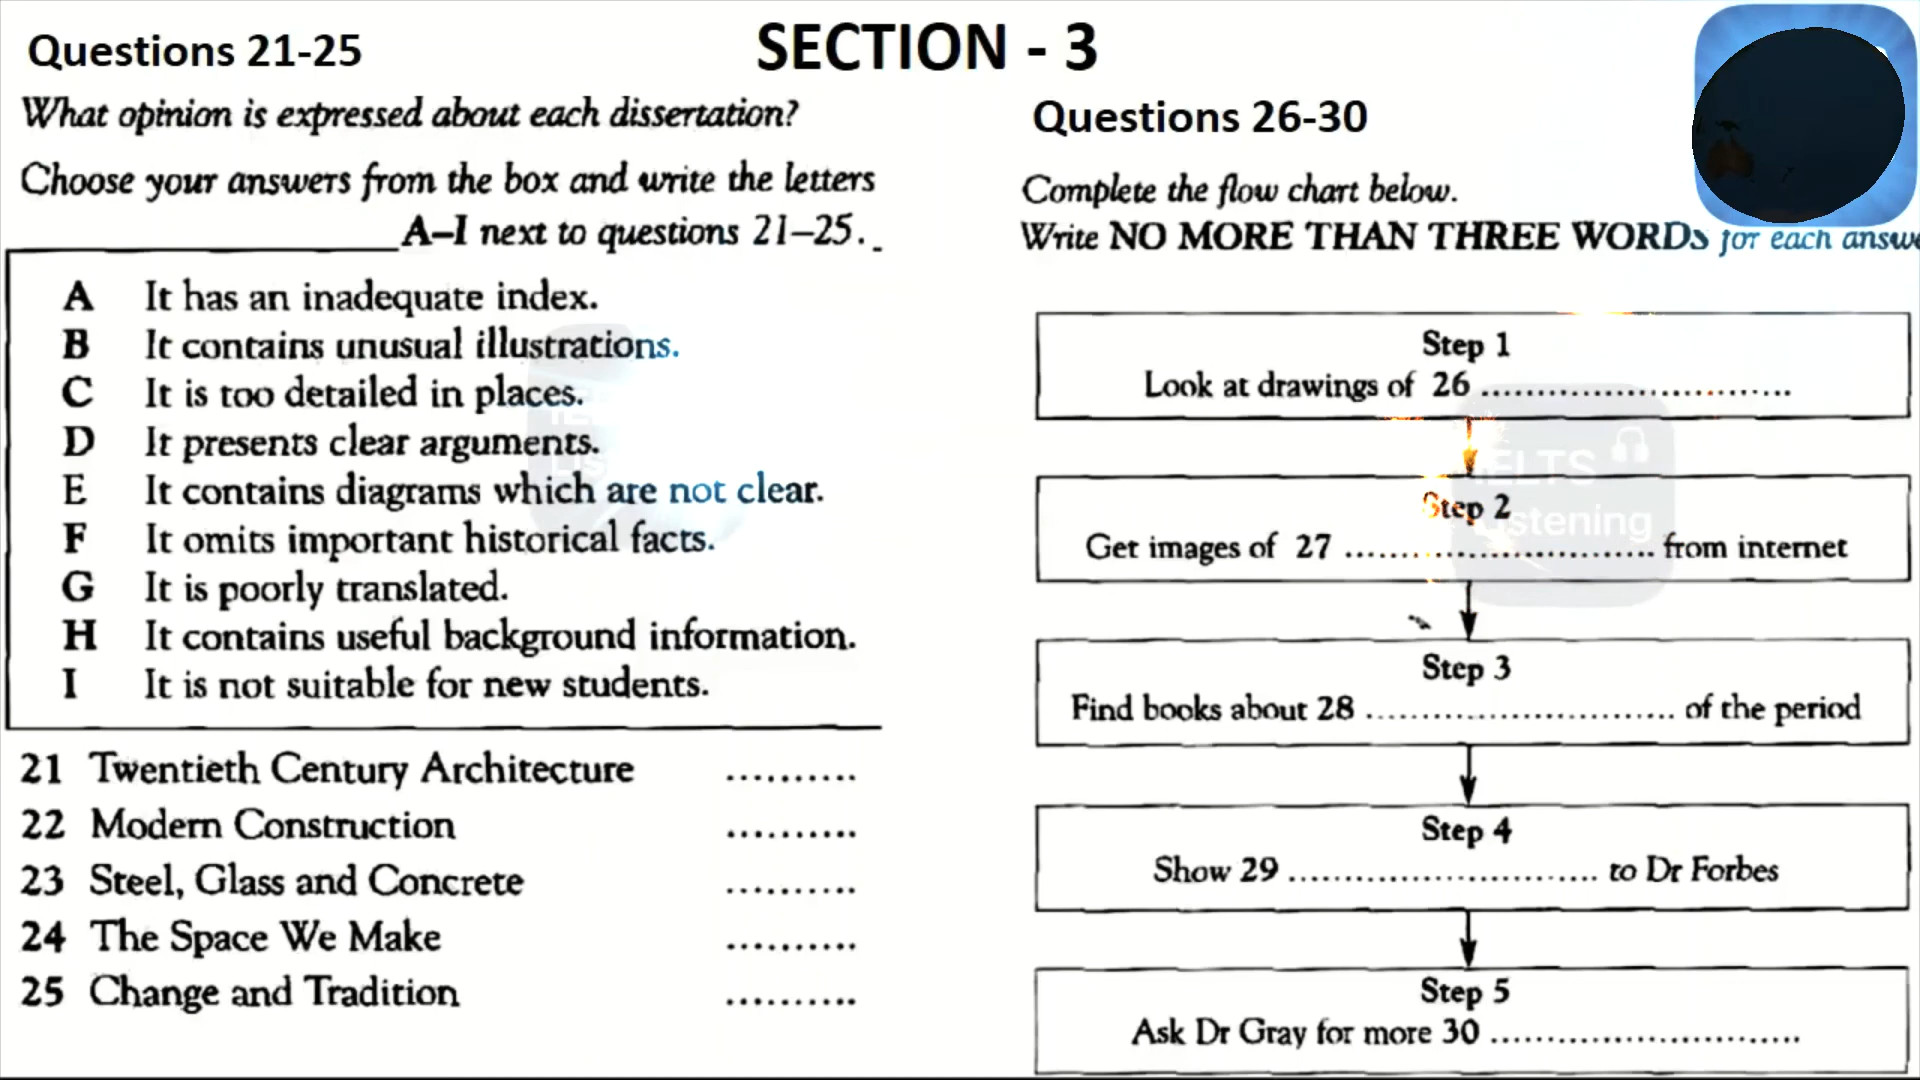 SECTION - 3
Questions 21-25
What opinion is expressed about each dissertation?
Choose your answers from the box and write the letters
A–I next to questions 21–25.
A It has an inadequate index.
B It contains unusual illustrations.
C It is too detailed in places.
D It presents clear arguments.
E It contains diagrams which are not clear.
F It omits important historical facts.
G It is poorly translated.
H It contains useful background information.
I It is not suitable for new students.
21 Twentieth Century Architecture ..........
22 Modern Construction ..........
23 Steel, Glass and Concrete ..........
24 The Space We Make ..........
25 Change and Tradition ..........
Questions 26-30
Complete the flow chart below.
Write NO MORE THAN THREE WORDS for each
Step 1
Look at drawings of 26 ............................
Step 2
Get images of 27 ............................ from internet
Step 3
Find books about 28 ............................ of the period
Step 4
Show 29 ............................ to Dr Forbes
Step 5
Ask Dr Gray for more 30 ............................
IELTS
Listening